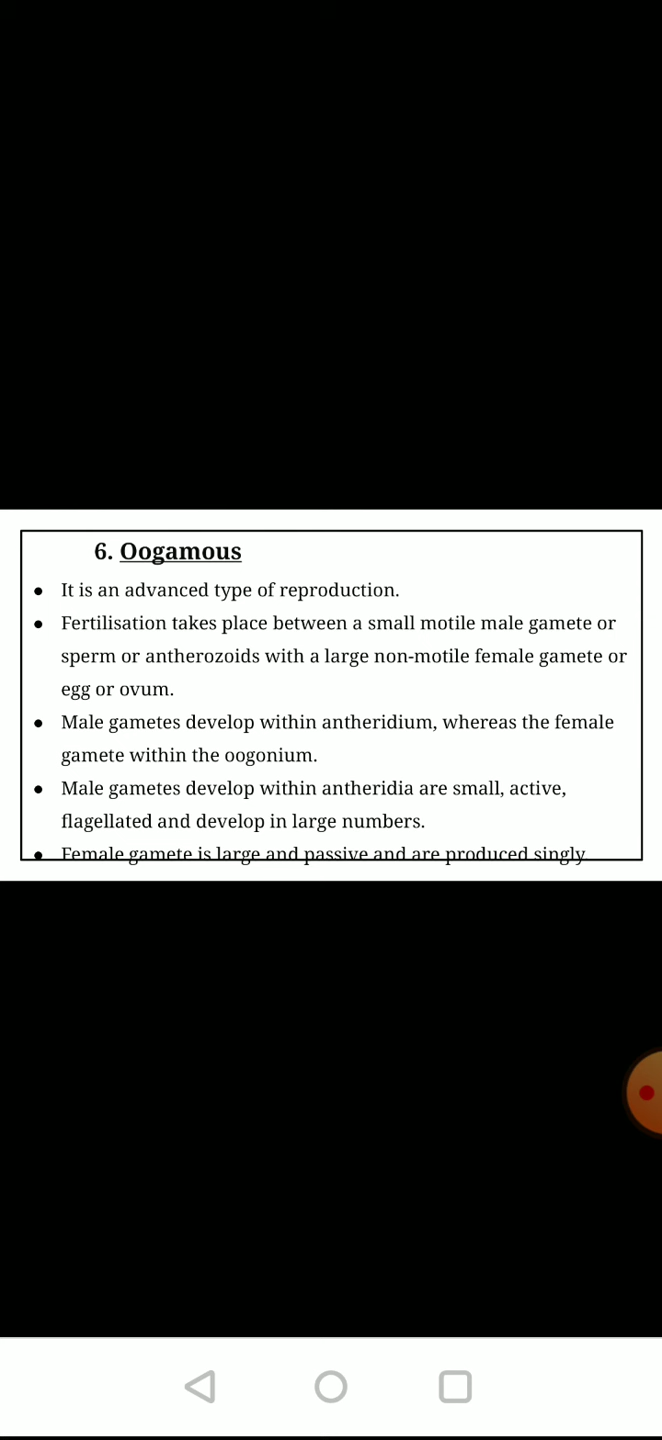 6. Oogamous
● It is an advanced type of reproduction.
● Fertilisation takes place between a small motile male gamete or
sperm or antherozoids with a large non-motile female gamete or
egg or ovum.
● Male gametes develop within antheridium, whereas the female
gamete within the oogonium.
● Male gametes develop within antheridia are small, active,
flagellated and develop in large numbers.
● Female gamete is large and passive and are produced singly